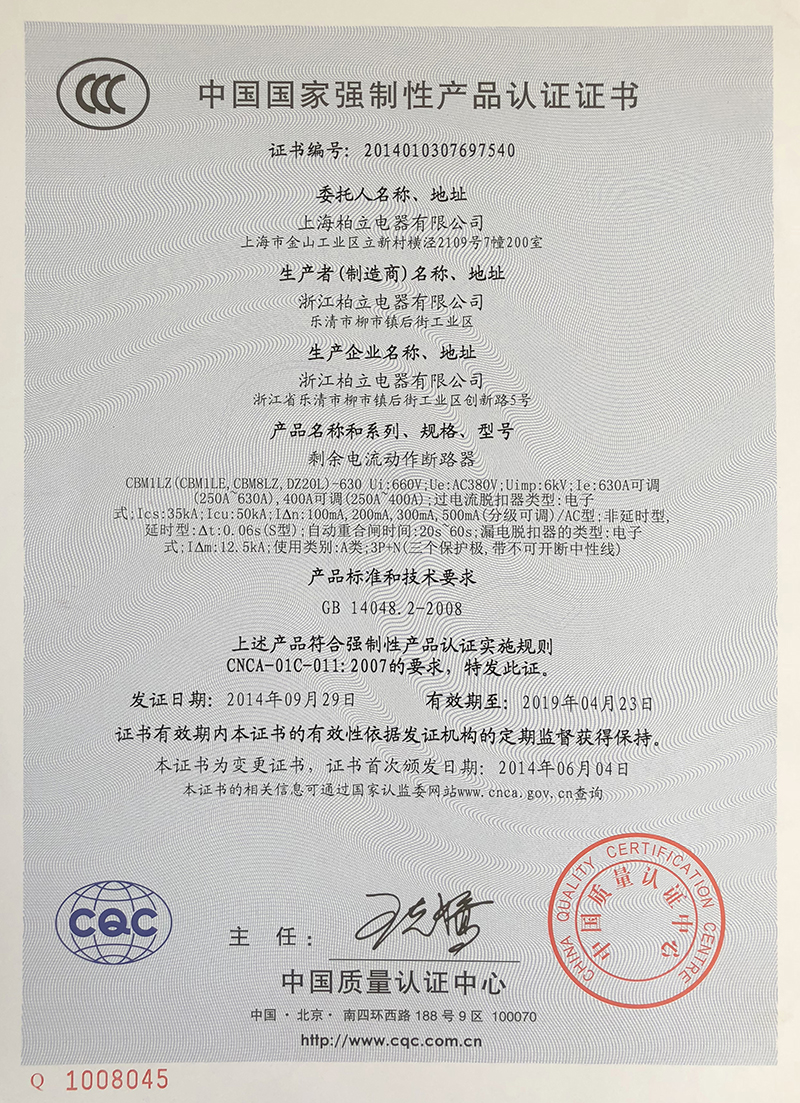 CCC
中国国家强制性产品认证证书
证书编号：2014010307697540
委托人名称、地址
上海柏立电器有限公司
上海市金山工业区立新村横泾2109号7幢200室
生产者(制造商)名称、地址
浙江柏立电器有限公司
乐清市柳市镇后街工业区
生产企业名称、地址
浙江柏立电器有限公司
浙江省乐清市柳市镇后街工业区创新路5号
产品名称和系列、规格、型号
剩余电流动作断路器
CBM1LZ(CBM1LE,CBM8LZ,DZ20L)-630 Ui:660V;Ue:AC380V;Uimp:6kV;Ie:630A可调
(250A~630A),400A可调(250A~400A);过电流脱扣器类型:电子
式;Ics:35kA;Icu:50kA;IΔn:100mA,200mA,300mA,500mA(分级可调)/AC型;非延时型,
延时型:Δt:0.06s(S型);自动重合闸时间:20s~60s;漏电脱扣器的类型:电子
式;IΔm:12.5kA;使用类别:A类;3P+N(三个保护极,带不可开断中性线)
产品标准和技术要求
GB 14048.2-2008
上述产品符合强制性产品认证实施规则
CNCA-01C-011:2007的要求，特发此证。
发证日期：2014年09月29日 有效期至：2019年04月23日
证书有效期内本证书的有效性依据发证机构的定期监督获得保持。
本证书为变更证书，证书首次颁发日期：2014年06月04日
本证书的相关信息可通过国家认监委网站www.cnca.gov.cn查询
CHINA QUALITY CERTIFICATION CENTRE
中国质量认证中心
CQC
主 任：
中国质量认证中心
中国·北京·南四环西路188号9区 100070
http://www.cqc.com.cn
Q 1008045